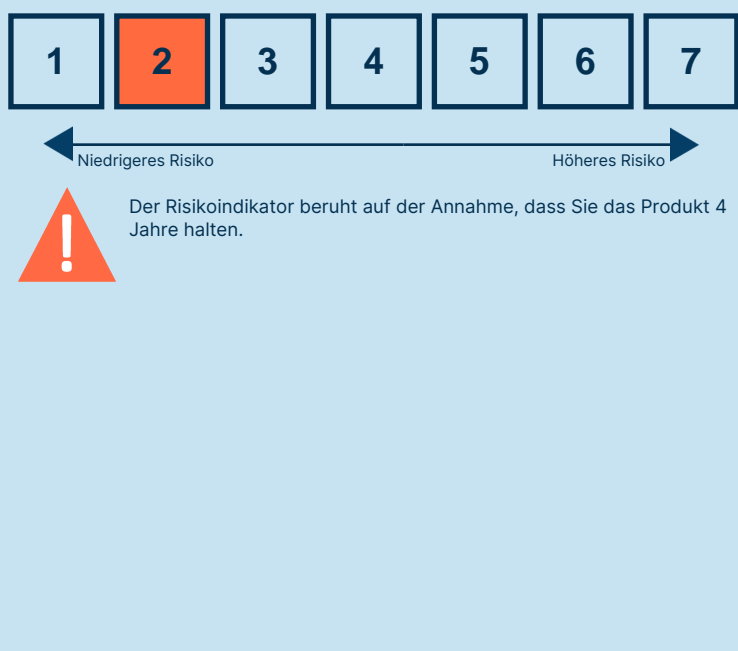 1 2 3 4 5 6 7
Niedrigeres Risiko Höheres Risiko
Der Risikoindikator beruht auf der Annahme, dass Sie das Produkt 4
Jahre halten.